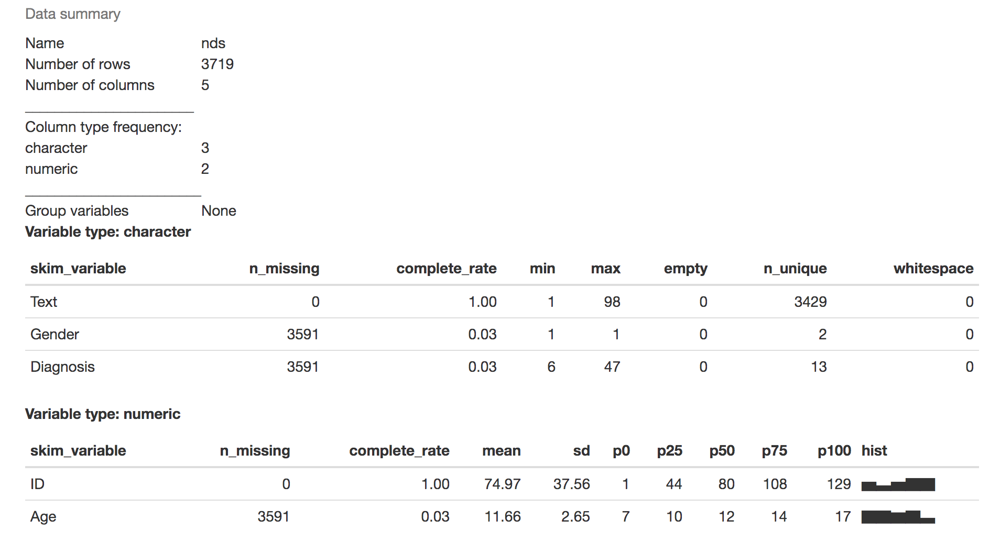 Data summary
Name nds
Number of rows 3719
Number of columns 5
_______________________
Column type frequency:
character 3
numeric 2
________________________
Group variables None
Variable type: character
skim_variable n_missing complete_rate min max empty n_unique whitespace
Text 0 1.00 1 98 0 3429 0
Gender 3591 0.03 1 1 0 2 0
Diagnosis 3591 0.03 6 47 0 13 0
Variable type: numeric
skim_variable n_missing complete_rate mean sd p0 p25 p50 p75 p100 hist
ID 0 1.00 74.97 37.56 1 44 80 108 129
Age 3591 0.03 11.66 2.65 7 10 12 14 17